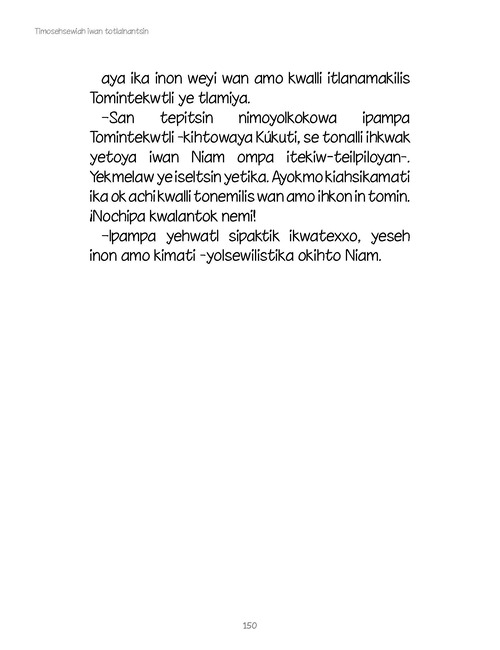 Timosehsewiah iwan totlalnantsin
aya ika inon weyi wan amo kwalli itlanamakilis
Tomintekwtli ye tlamiya.
–San tepitsin nimoyolkokowa ipampa
Tomintekwtli -kihtowaya Kúkuti, se tonalli ihkwak
yetoya iwan Niam ompa itekiw-teilpiloyan-.
Yekmelaw ye iseltsin yetika. Ayokmo kiahsikamati
ika ok achi kwalli tonemilis wan amo ihkon in tomin.
¡Nochipa kwalantok nemi!
–Ipampa yehwatl sipaktik ikwatexxo, yeseh
inon amo kimati -yolsewilistika okihto Niam.
150